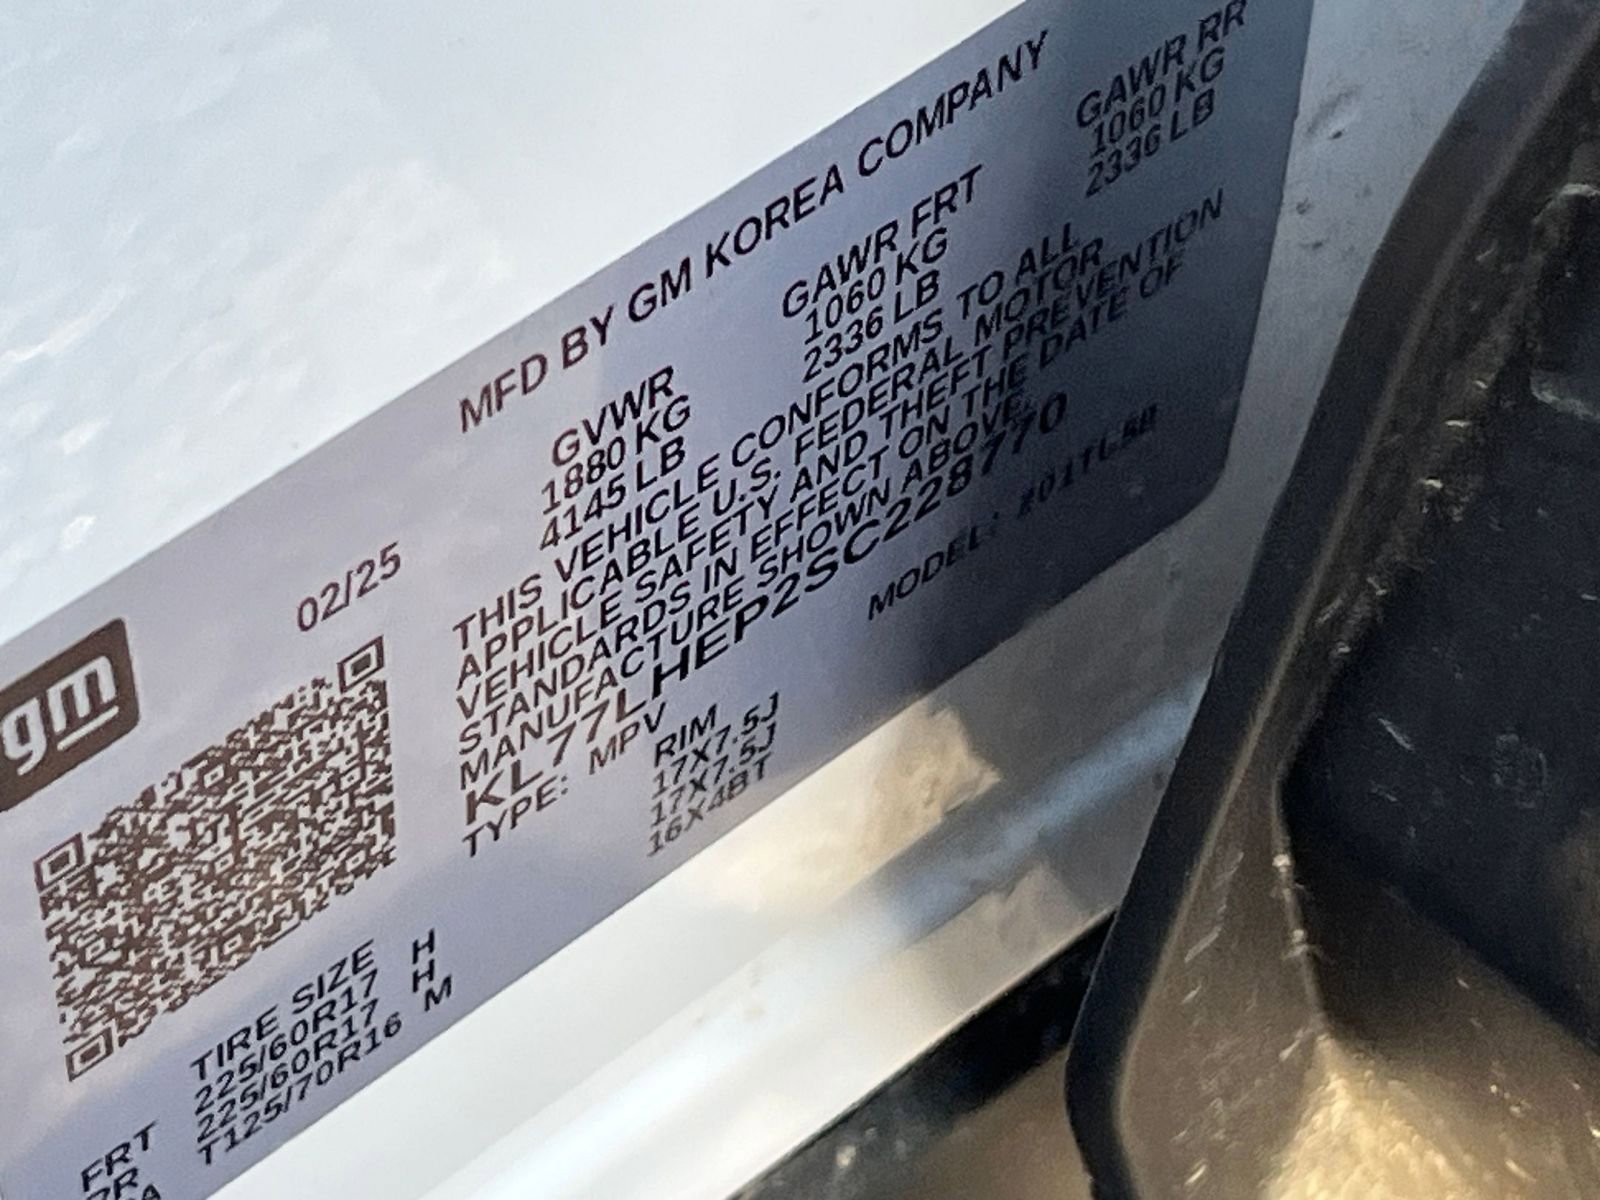 gm
02/25
MFD BY GM KOREA COMPANY
GVWR GAWR FRT GAWR RR
1880 KG 1060 KG 1060 KG
4145 LB 2336 LB 2336 LB
THIS VEHICLE CONFORMS TO ALL
APPLICABLE U.S. FEDERAL MOTOR
VEHICLE SAFETY AND THEFT PREVENTION
STANDARDS IN EFFECT ON THE DATE OF
MANUFACTURE SHOWN ABOVE.
KL77LHEP2SC228770
TYPE: MPV MODEL:
TIRE SIZE RIM
FRT 225/60R17 H 17X7.5J
RR 225/60R17 H 17X7.5J
T125/70R16 M 16X4BT